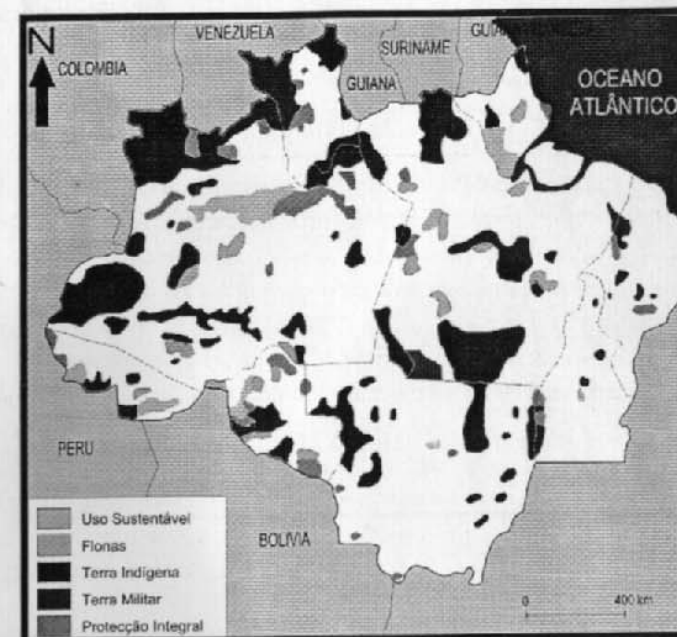 N
VENEZUELA
COLOMBIA
SURINAME
GUIANA
OCEANO
ATLÂNTICO
PERU
BOLIVIA
Uso Sustentável
Flonas
Terra Indígena
Terra Militar
Protecção Integral
0 400 km